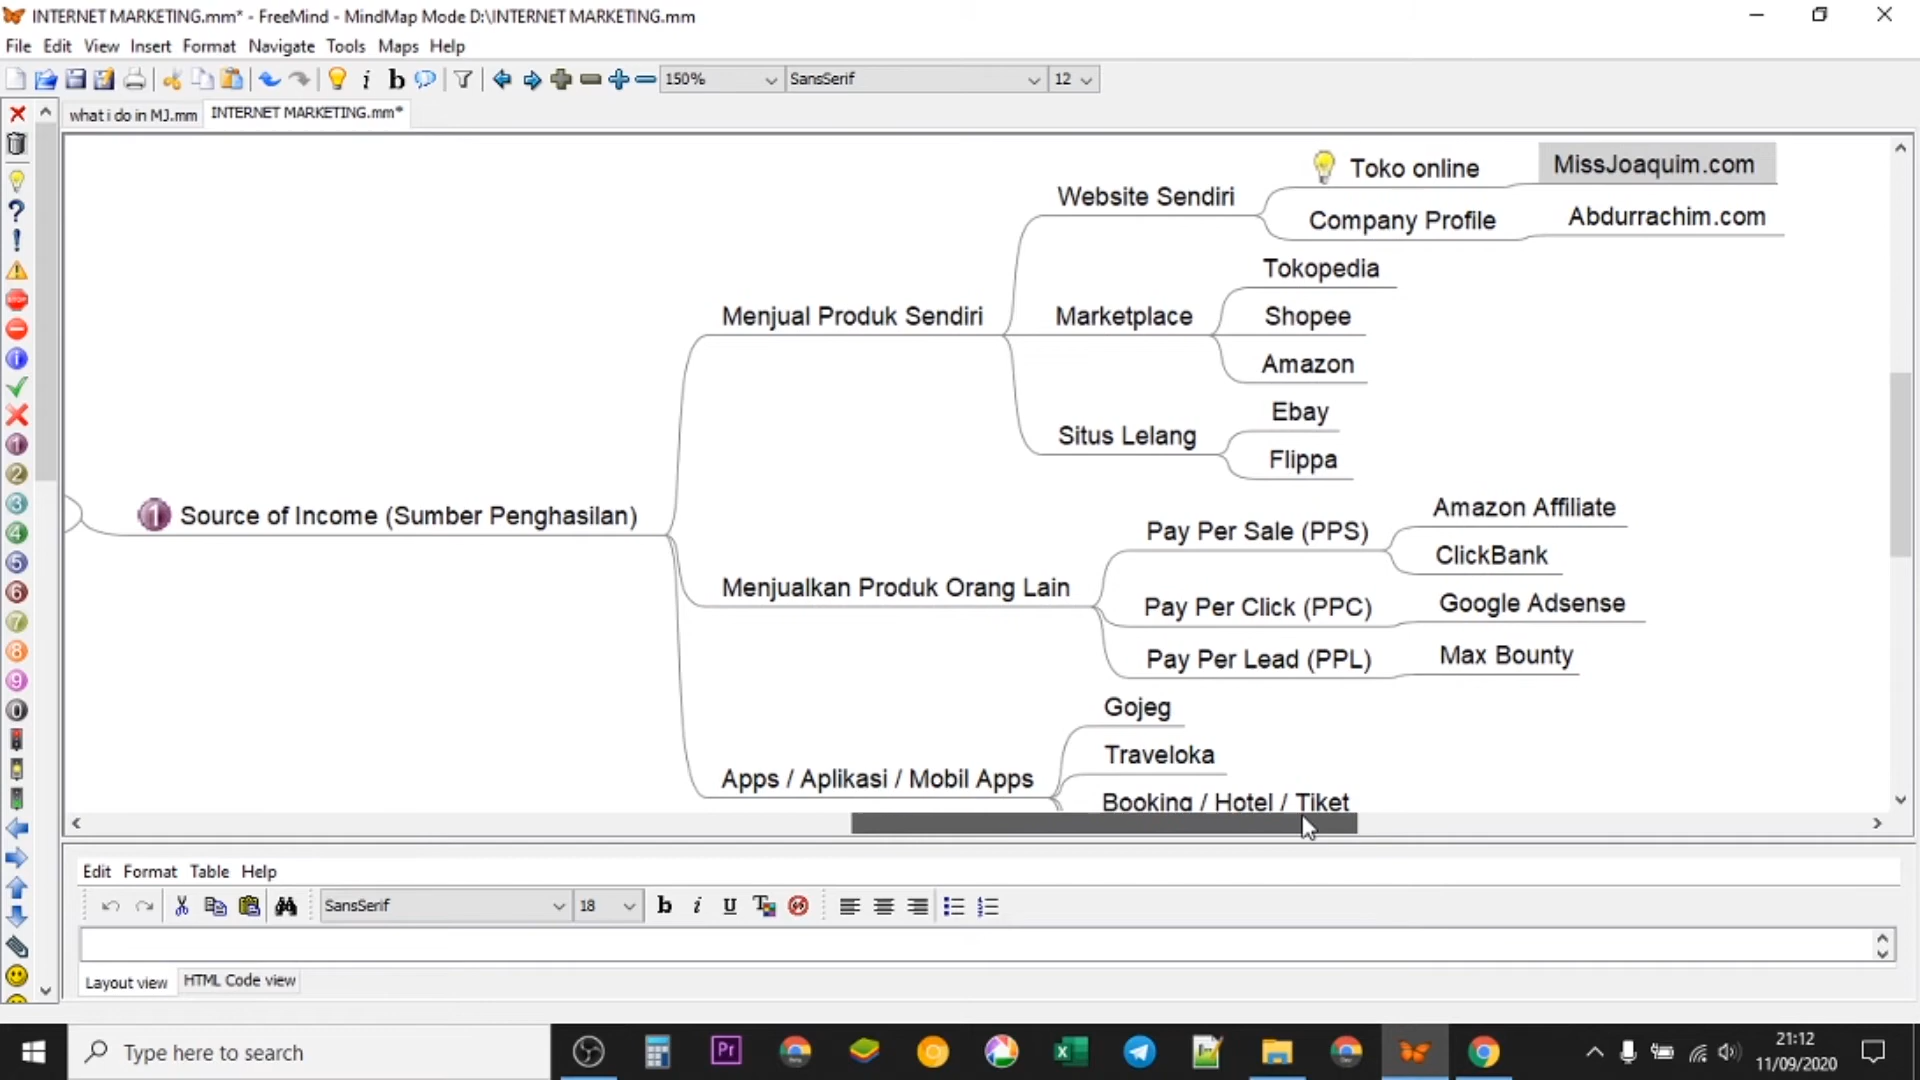 INTERNET MARKETING.mm* - FreeMind - MindMap Mode D:\INTERNET MARKETING.mm
File Edit View Insert Format Navigate Tools Maps Help
150% SansSerif 12
what i do in MJ.mm INTERNET MARKETING.mm*
Toko online MissJoaquim.com
Website Sendiri
Company Profile Abdurrachim.com
Tokopedia
Menjual Produk Sendiri Marketplace Shopee
Amazon
Ebay
Situs Lelang
Flippa
Source of Income (Sumber Penghasilan)
Amazon Affiliate
Pay Per Sale (PPS)
ClickBank
Menjualkan Produk Orang Lain
Pay Per Click (PPC) Google Adsense
Pay Per Lead (PPL) Max Bounty
Gojeg
Traveloka
Apps / Aplikasi / Mobil Apps
Booking / Hotel / Tiket
Edit Format Table Help
SansSerif 18
Layout view HTML Code view
Type here to search
21:12
11/09/2020